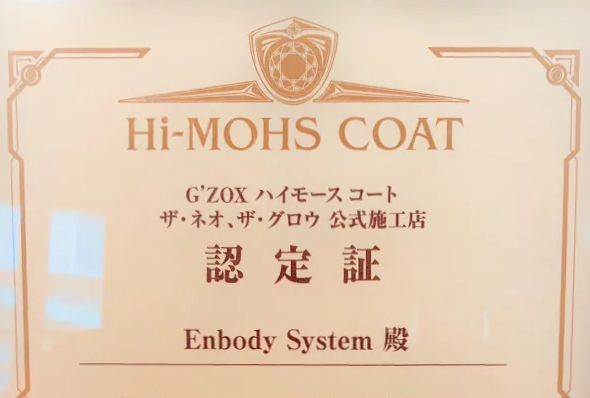 Hi-MOHS COAT
G'ZOX ハイモース コート
ザ・ネオ、ザ・グロウ 公式施工店
認定証
Enbody System 殿